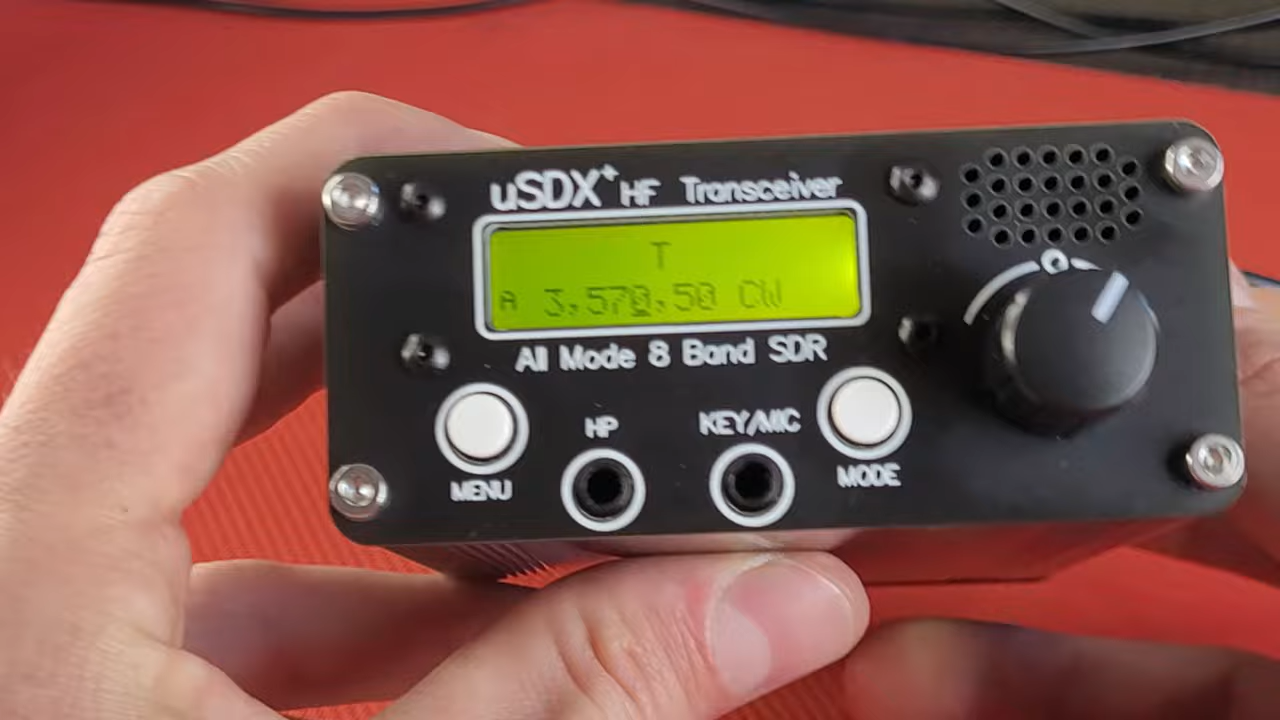 uSDX+ HF Transceiver
T
A 3,570.50 CW
All Mode 8 Band SDR
HP
KEY/MIC
MENU
MODE